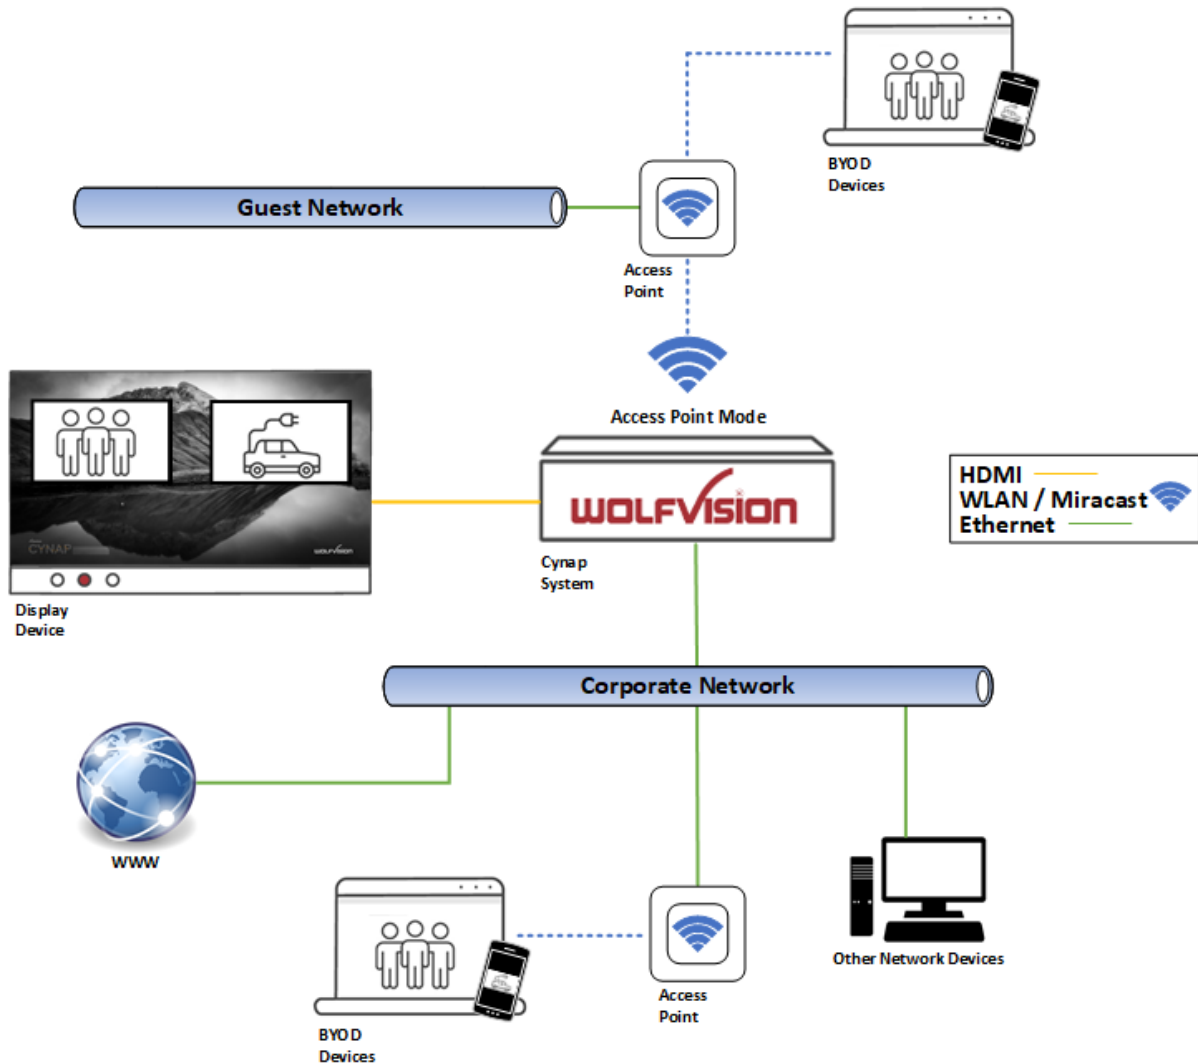 BYOD
Devices
Guest Network
Access
Point
Access Point Mode
WOLFVISION
®
HDMI
WLAN / Miracast
Ethernet
CYNAP
WOLFVISION
Cynap
System
Display
Device
Corporate Network
WWW
Other Network Devices
Access
Point
BYOD
Devices